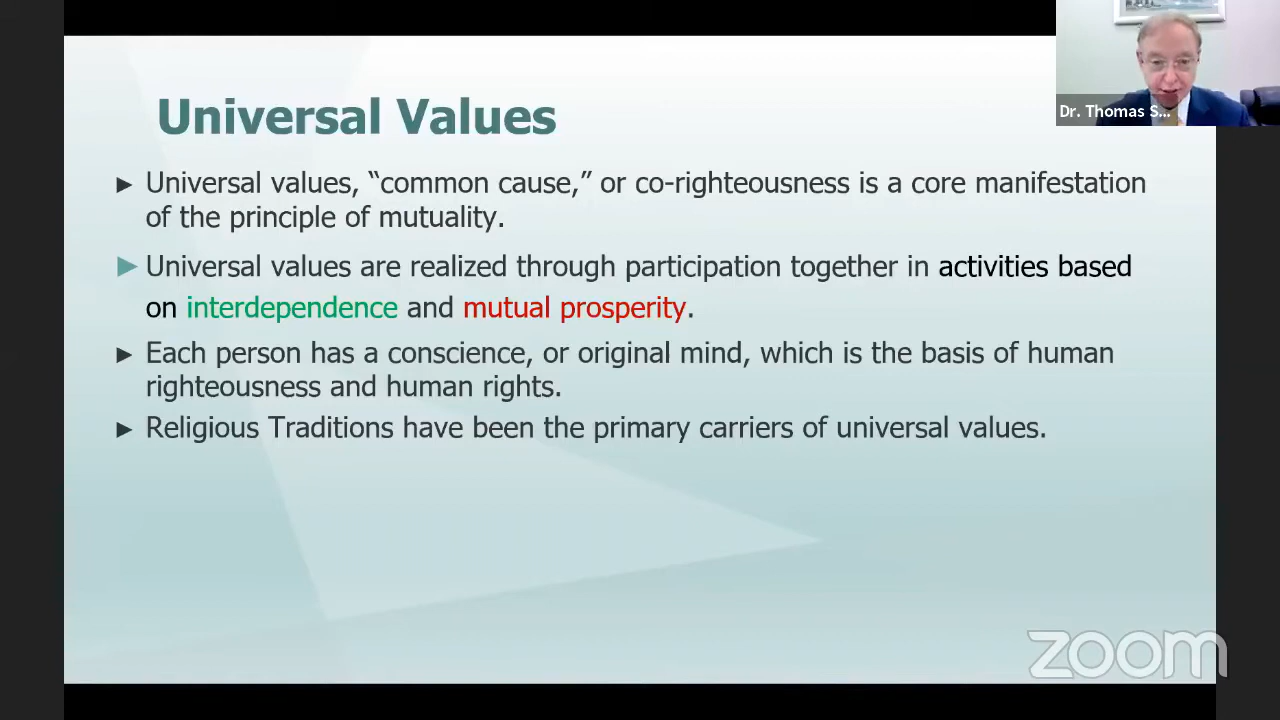 Universal Values
Dr. Thomas S...
► Universal values, “common cause,” or co-righteousness is a core manifestation
of the principle of mutuality.
► Universal values are realized through participation together in activities based
on interdependence and mutual prosperity.
► Each person has a conscience, or original mind, which is the basis of human
righteousness and human rights.
► Religious Traditions have been the primary carriers of universal values.
zoom